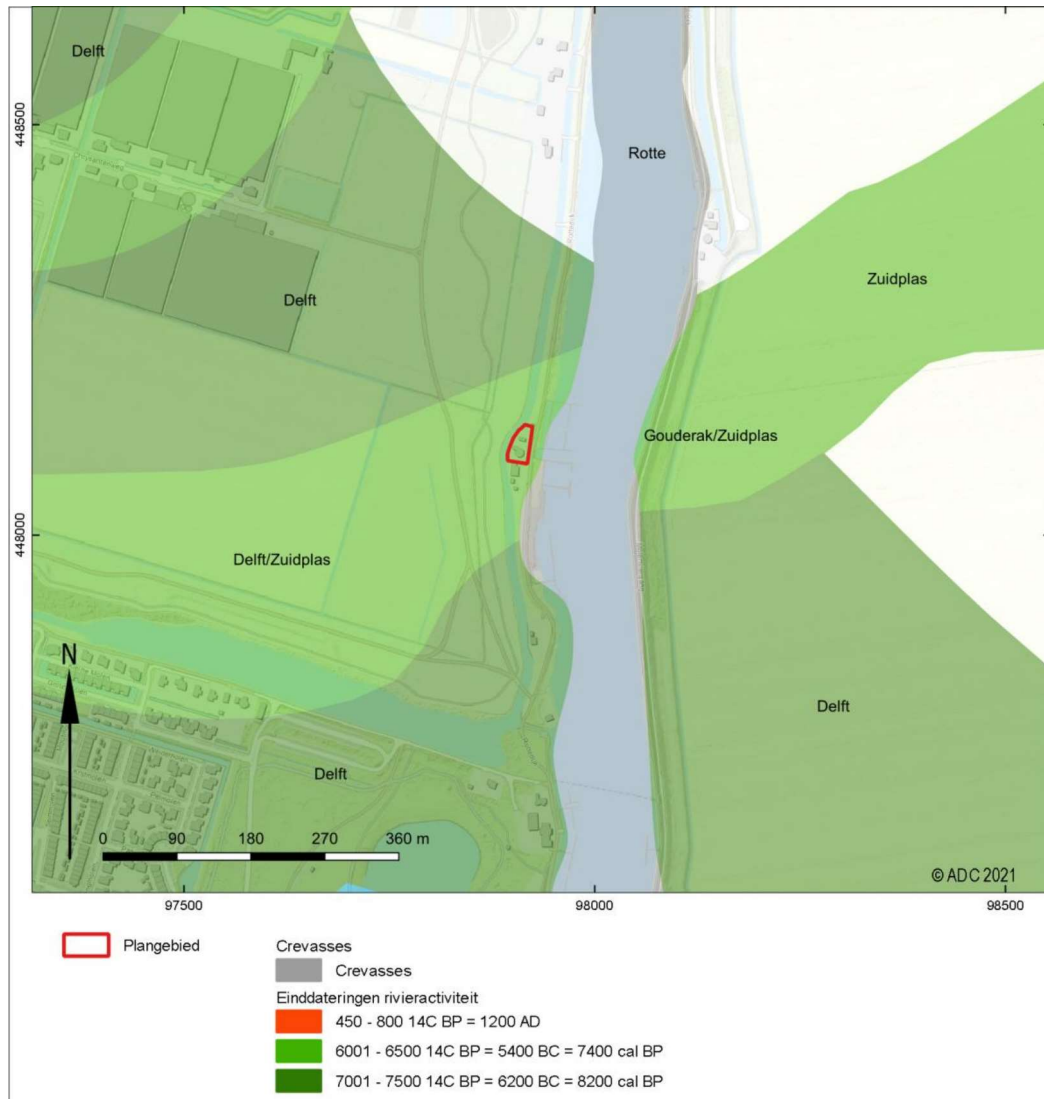 Delft
448500
Rotte
Zuidplas
Delft
Gouderak/Zuidplas
448000
Delft/Zuidplas
N
Delft
Delft
0 90 180 270 360 m
© ADC 2021
97500 98000 98500
Plangebied
Crevasses
Crevasses
Einddateringen rivieractiviteit
450 - 800 14C BP = 1200 AD
6001 - 6500 14C BP = 5400 BC = 7400 cal BP
7001 - 7500 14C BP = 6200 BC = 8200 cal BP